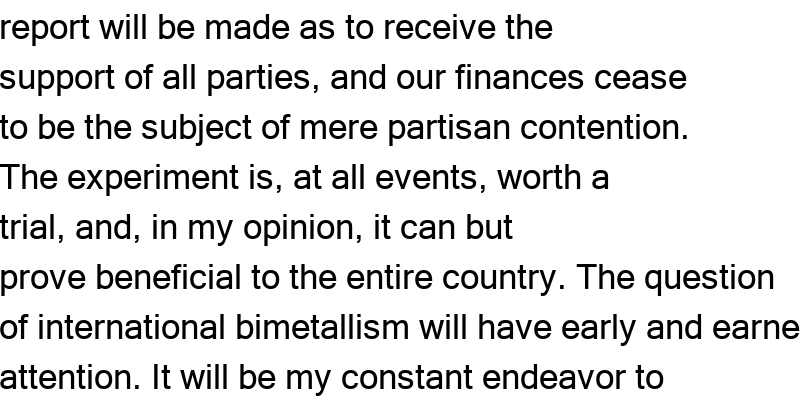 report will be made as to receive the
support of all parties, and our finances cease
to be the subject of mere partisan contention.
The experiment is, at all events, worth a
trial, and, in my opinion, it can but
prove beneficial to the entire country. The question
of international bimetallism will have early and earne
attention. It will be my constant endeavor to